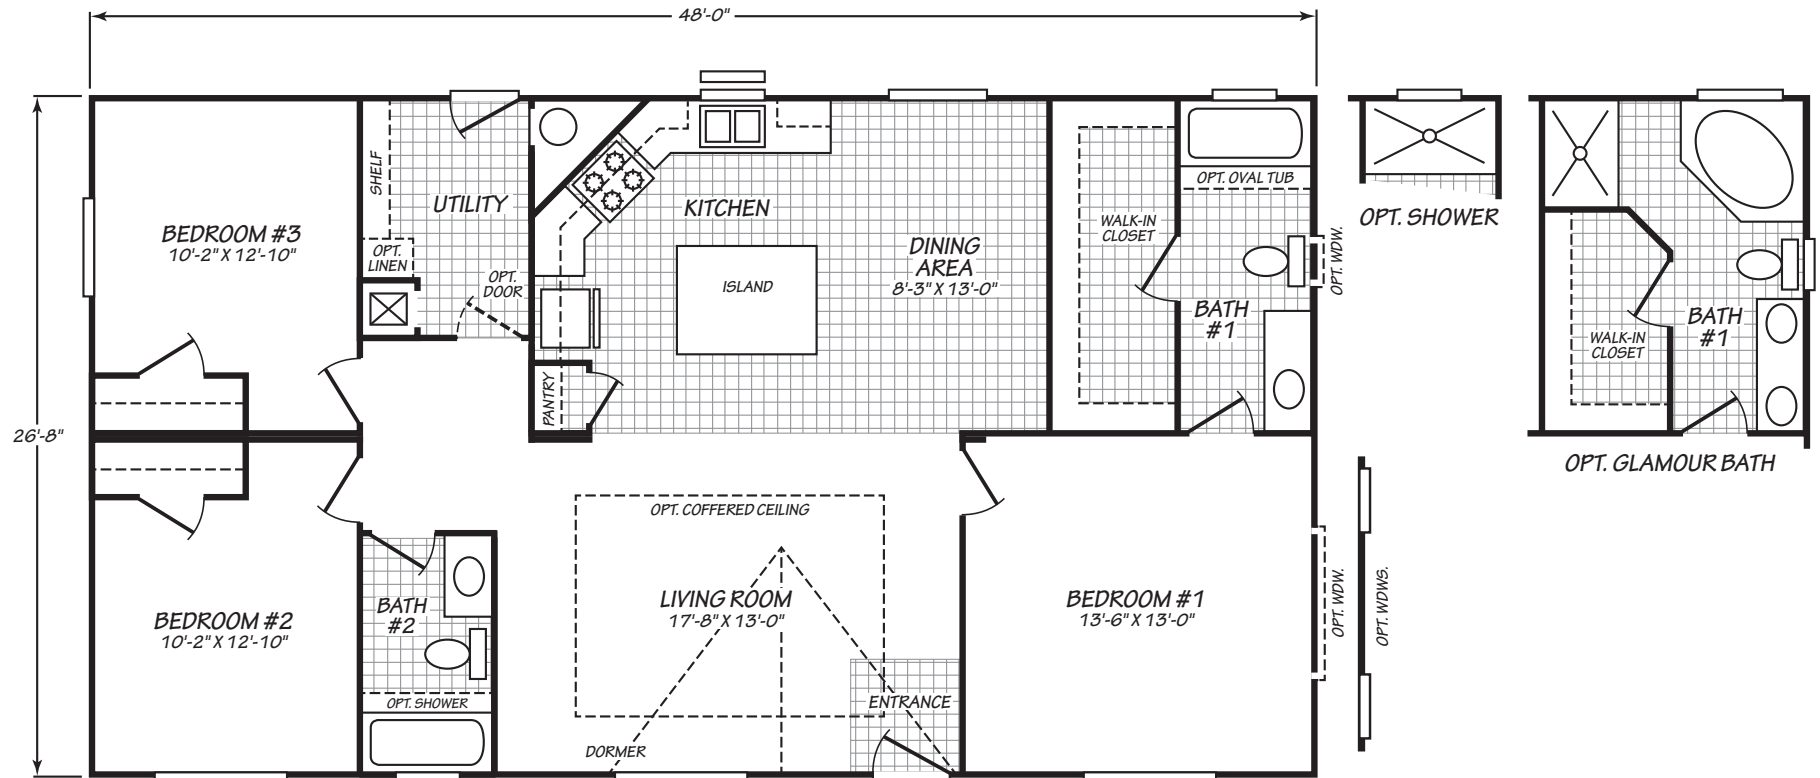 48'-0"
26'-8"
BEDROOM #3
10'-2" X 12'-10"
SHELF
OPT.
LINEN
UTILITY
OPT.
DOOR
KITCHEN
ISLAND
PANTRY
DINING
AREA
8'-3" X 13'-0"
WALK-IN
CLOSET
OPT. OVAL TUB
BATH
#1
OPT. WDW.
OPT. SHOWER
WALK-IN
CLOSET
BATH
#1
OPT. GLAMOUR BATH
BEDROOM #2
10'-2" X 12'-10"
BATH
#2
OPT. SHOWER
OPT. COFFERED CEILING
LIVING ROOM
17'-8" X 13'-0"
DORMER
ENTRANCE
BEDROOM #1
13'-6" X 13'-0"
OPT. WDW.
OPT. WDWS.